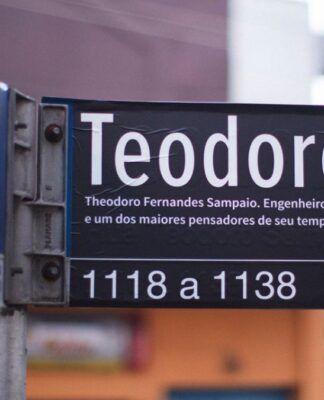 Teodor
Theodoro Fernandes Sampaio. Engenheiro
e um dos maiores pensadores de seu temp
1118 a 1138